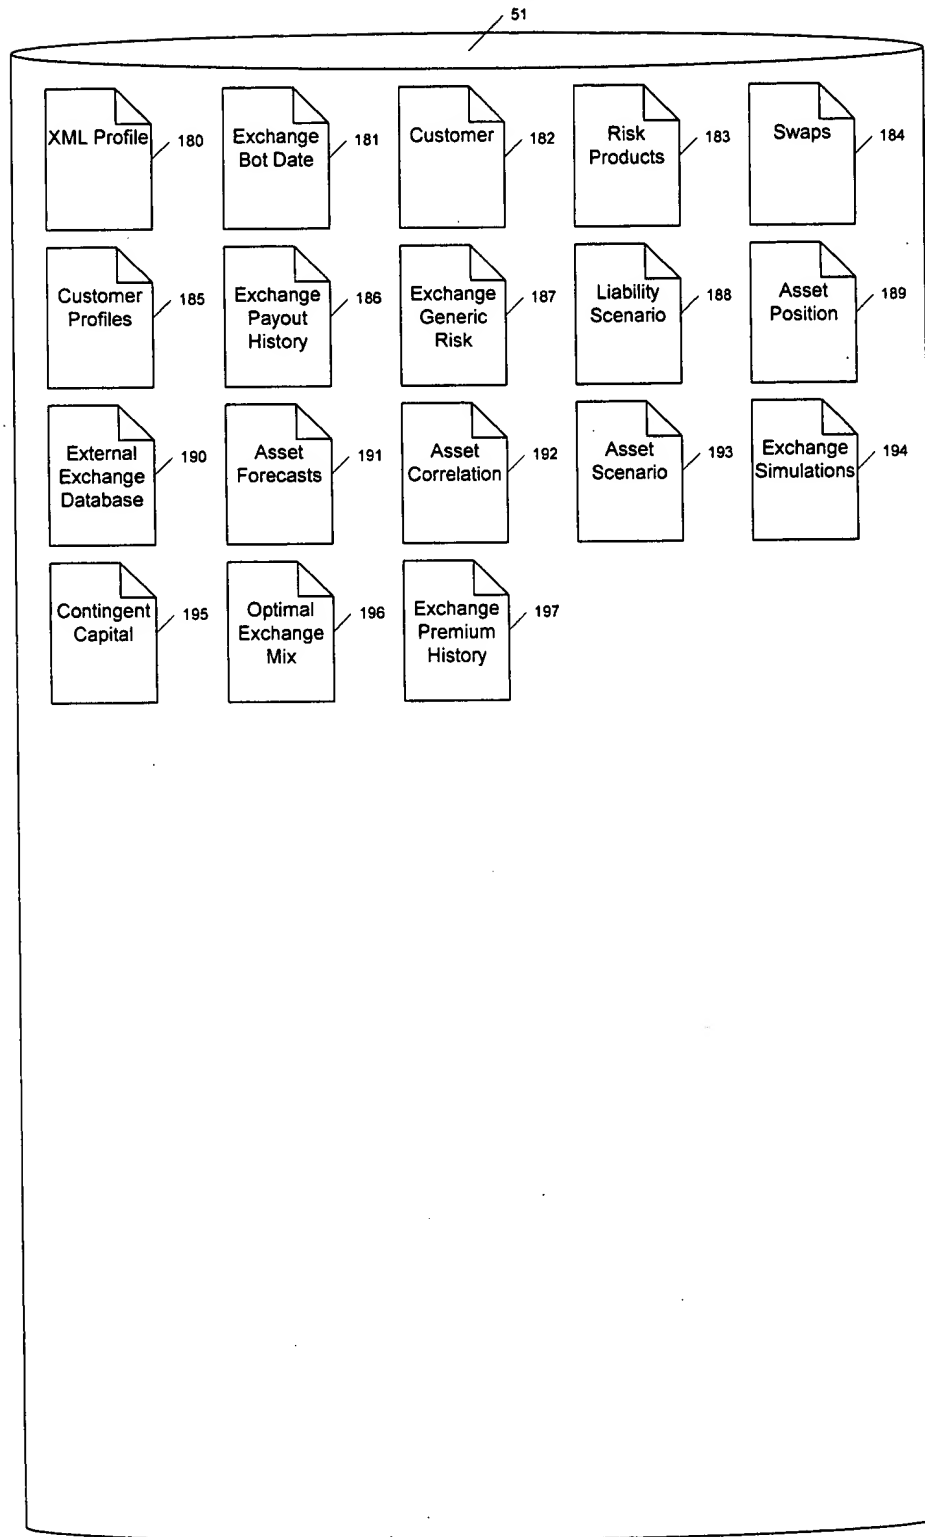 51
XML Profile
180
Exchange
Bot Date
181
Customer
182
Risk
Products
183
Swaps
184
Customer
Profiles
185
Exchange
Payout
History
186
Exchange
Generic
Risk
187
Liability
Scenario
188
Asset
Position
189
External
Exchange
Database
190
Asset
Forecasts
191
Asset
Correlation
192
Asset
Scenario
193
Exchange
Simulations
194
Contingent
Capital
195
Optimal
Exchange
Mix
196
Exchange
Premium
History
197